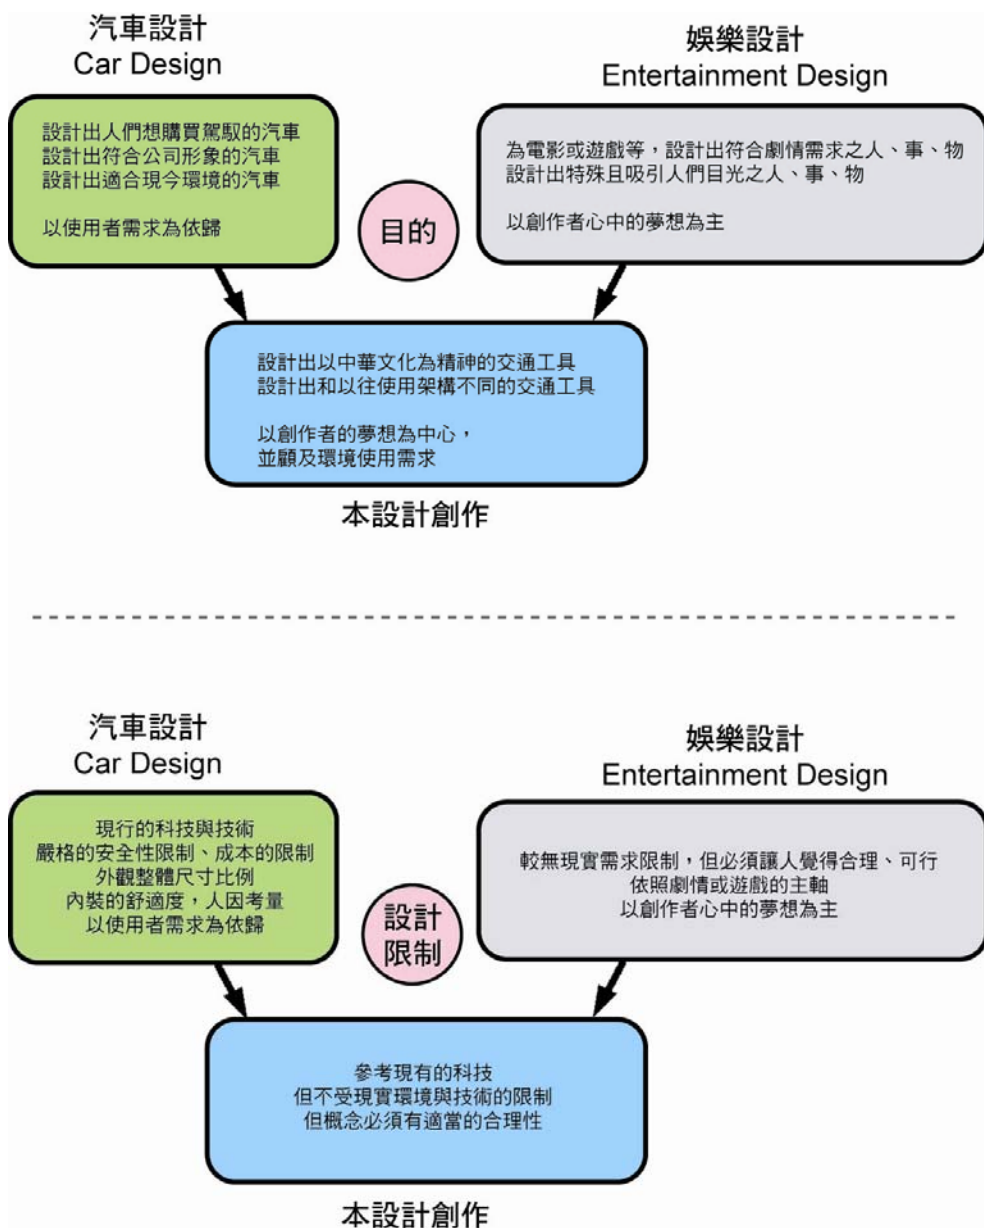 汽車設計
Car Design
娛樂設計
Entertainment Design
設計出人們想購買駕馭的汽車
設計出符合公司形象的汽車
設計出適合現今環境的汽車
以使用者需求為依歸
目的
為電影或遊戲等，設計出符合劇情需求之人、事、物
設計出特殊且吸引人們目光之人、事、物
以創作者心中的夢想為主
設計出以中華文化為精神的交通工具
設計出和以往使用架構不同的交通工具
以創作者的夢想為中心，
並顧及環境使用需求
本設計創作
汽車設計
Car Design
娛樂設計
Entertainment Design
現行的科技與技術
嚴格的安全性限制、成本的限制
外觀整體尺寸比例
內裝的舒適度，人因考量
以使用者需求為依歸
設計
限制
較無現實需求限制，但必須讓人覺得合理、可行
依照劇情或遊戲的主軸
以創作者心中的夢想為主
參考現有的科技
但不受現實環境與技術的限制
但概念必須有適當的合理性
本設計創作